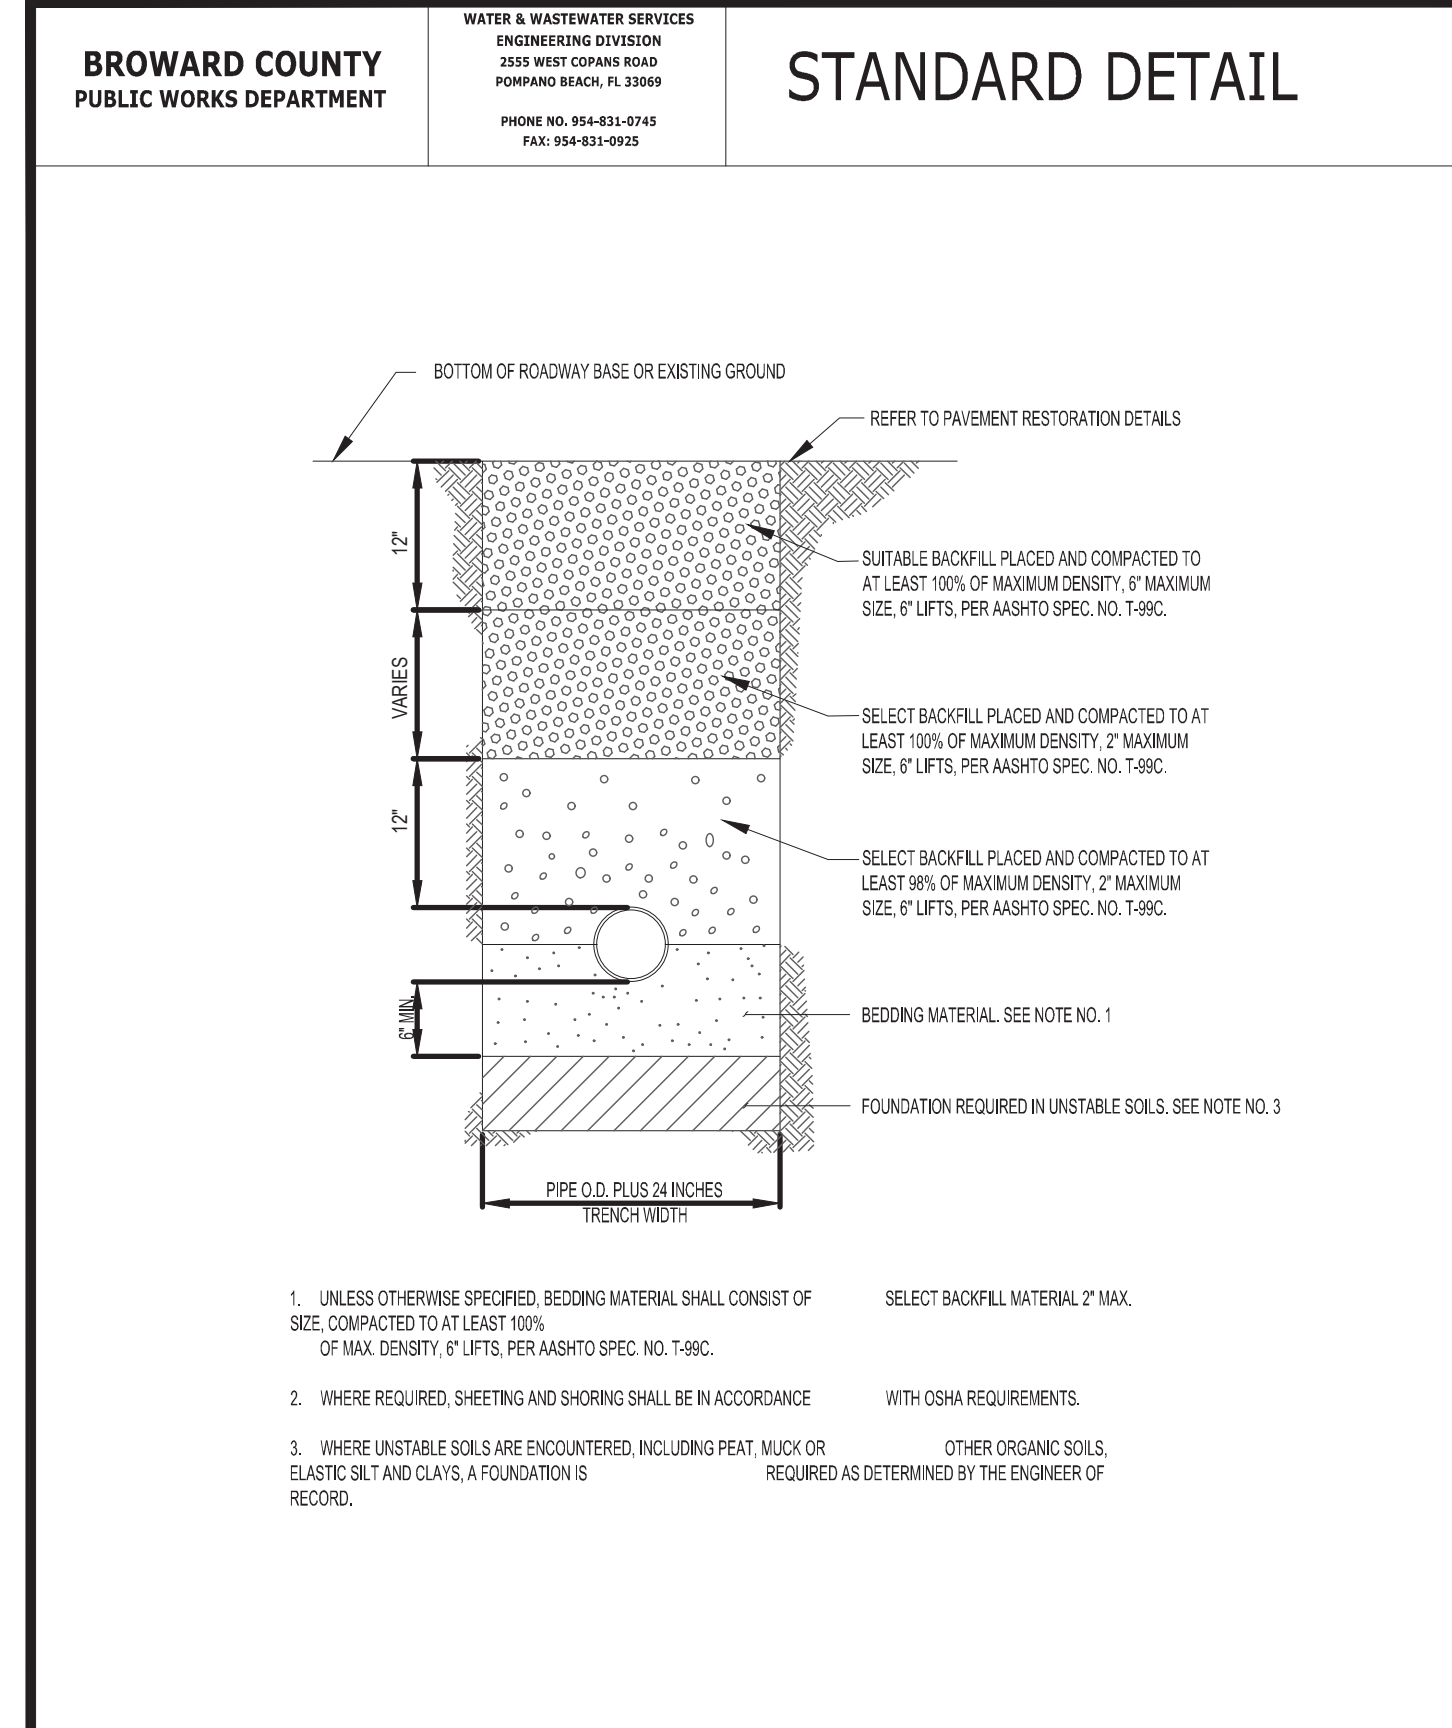 BROWARD COUNTY
PUBLIC WORKS DEPARTMENT
WATER & WASTEWATER SERVICES
ENGINEERING DIVISION
2555 WEST COPANS ROAD
POMPANO BEACH, FL 33069
PHONE NO. 954-831-0745
FAX: 954-831-0925
STANDARD DETAIL
BOTTOM OF ROADWAY BASE OR EXISTING GROUND
REFER TO PAVEMENT RESTORATION DETAILS
12"
SUITABLE BACKFILL PLACED AND COMPACTED TO
AT LEAST 100% OF MAXIMUM DENSITY, 6" MAXIMUM
SIZE, 6" LIFTS, PER AASHTO SPEC. NO. T-99C.
VARIES
SELECT BACKFILL PLACED AND COMPACTED TO AT
LEAST 100% OF MAXIMUM DENSITY, 2" MAXIMUM
SIZE, 6" LIFTS, PER AASHTO SPEC. NO. T-99C.
12"
SELECT BACKFILL PLACED AND COMPACTED TO AT
LEAST 98% OF MAXIMUM DENSITY, 2" MAXIMUM
SIZE, 6" LIFTS, PER AASHTO SPEC. NO. T-99C.
6" MIN.
BEDDING MATERIAL. SEE NOTE NO. 1
FOUNDATION REQUIRED IN UNSTABLE SOILS. SEE NOTE NO. 3
PIPE O.D. PLUS 24 INCHES
TRENCH WIDTH
1. UNLESS OTHERWISE SPECIFIED, BEDDING MATERIAL SHALL CONSIST OF SELECT BACKFILL MATERIAL 2" MAX.
SIZE, COMPACTED TO AT LEAST 100%
OF MAX. DENSITY, 6" LIFTS, PER AASHTO SPEC. NO. T-99C.
2. WHERE REQUIRED, SHEETING AND SHORING SHALL BE IN ACCORDANCE WITH OSHA REQUIREMENTS.
3. WHERE UNSTABLE SOILS ARE ENCOUNTERED, INCLUDING PEAT, MUCK OR OTHER ORGANIC SOILS,
ELASTIC SILT AND CLAYS, A FOUNDATION IS REQUIRED AS DETERMINED BY THE ENGINEER OF
RECORD.